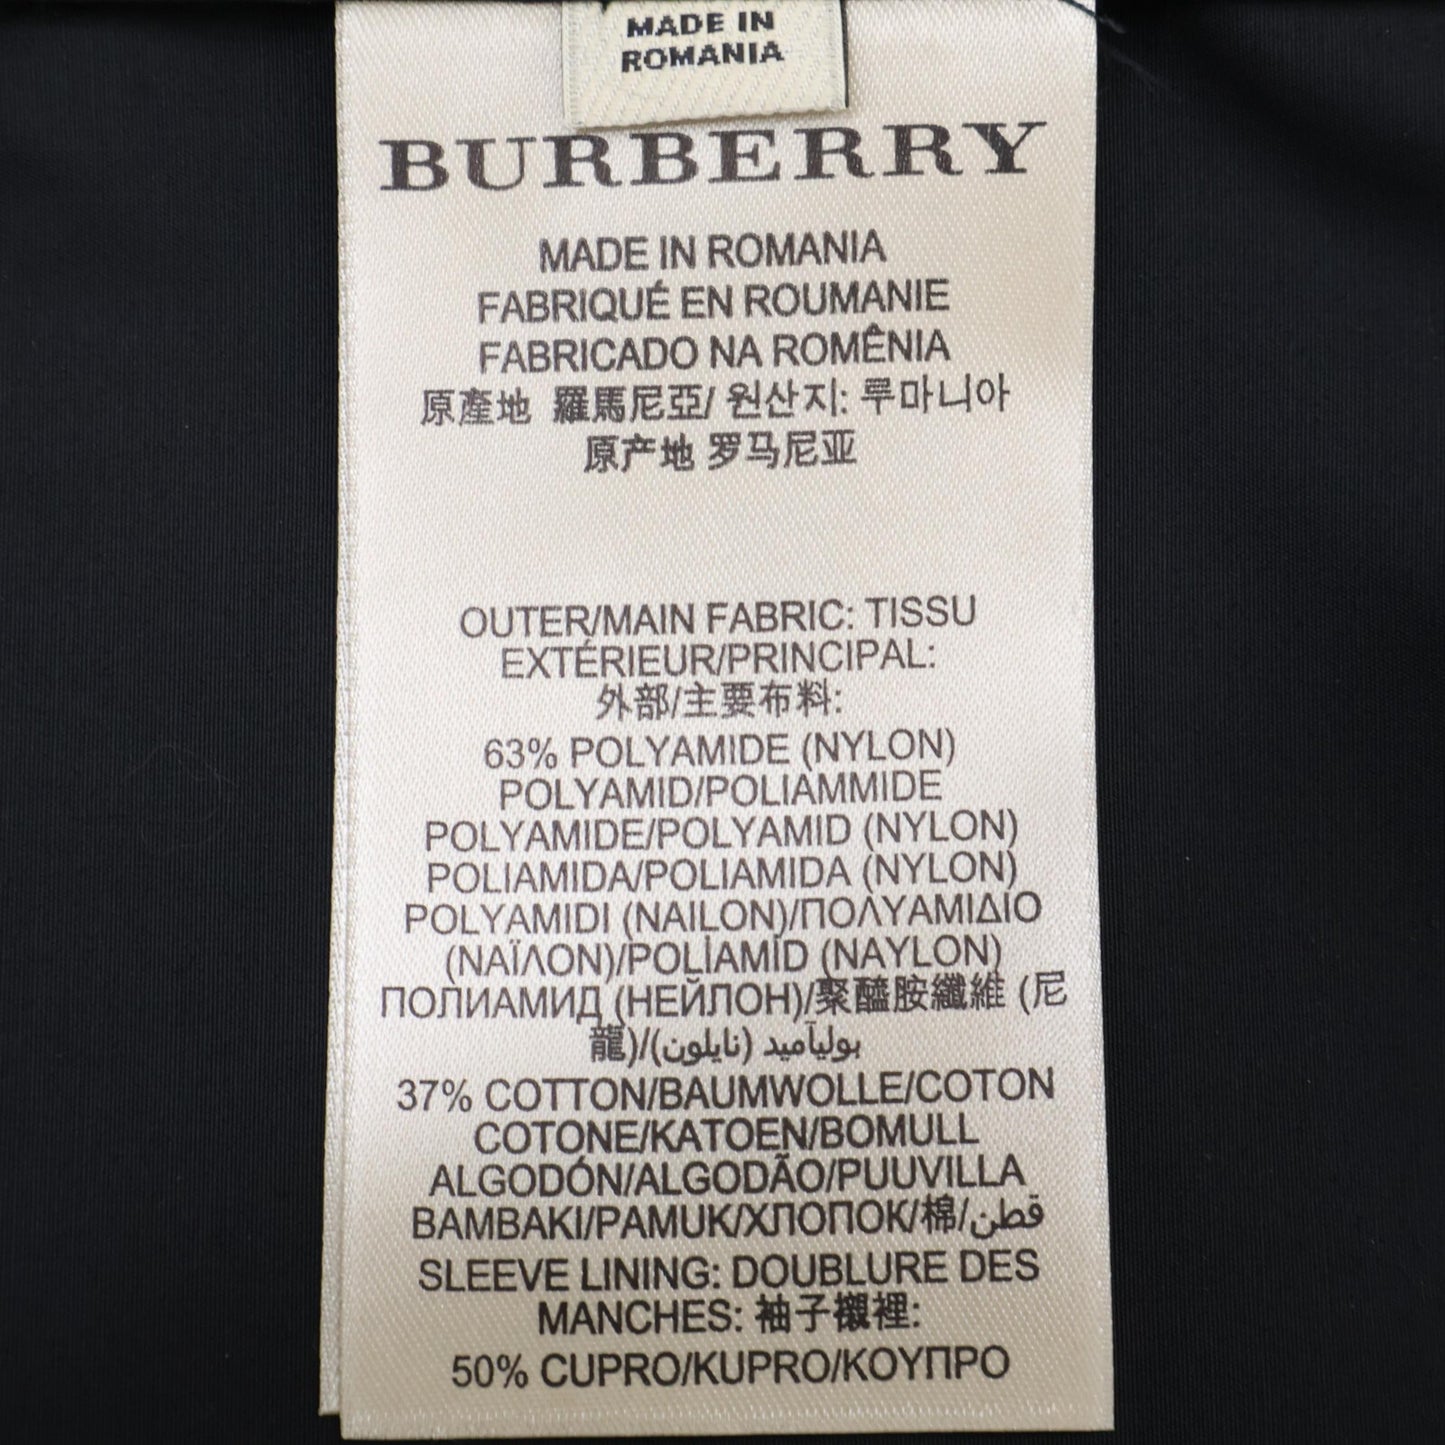 MADE IN
ROMANIA
BURBERRY
MADE IN ROMANIA
FABRIQUÉ EN ROUMANIE
FABRICADO NA ROMÊNIA
原產地 羅馬尼亞/ 원산지: 루마니아
原产地 罗马尼亚
OUTER/MAIN FABRIC: TISSU
EXTÉRIEUR/PRINCIPAL:
外部/主要布料:
63% POLYAMIDE (NYLON)
POLYAMID/POLIAMMIDE
POLYAMIDE/POLYAMID (NYLON)
POLIAMIDA/POLIAMIDA (NYLON)
POLYAMIDI (NAILON)/ΠΟΛΥΑΜΙΔΙΟ
(ΝΑΪΛΟΝ)/POLİAMİD (NAYLON)
ПОЛИАМИД (НЕЙЛОН)/聚醯胺纖維 (尼
龍)/بوليآميد (نايلون)
37% COTTON/BAUMWOLLE/COTON
COTONE/KATOEN/BOMULL
ALGODÓN/ALGODÃO/PUUVILLA
ΒΑΜΒΑΚΙ/PAMUK/ХЛОПОК/棉/قطن
SLEEVE LINING: DOUBLURE DES
MANCHES: 袖子襯裡:
50% CUPRO/KUPRO/ΚΟΥΠΡΟ